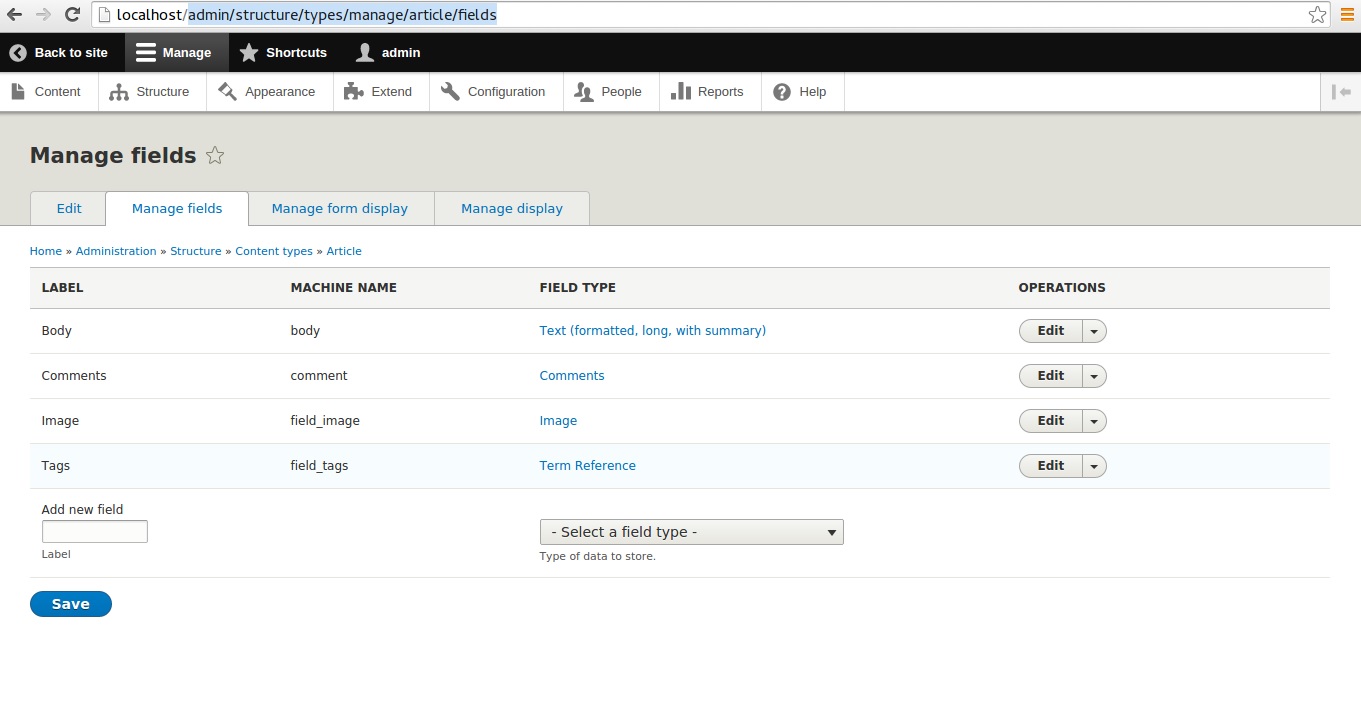 localhost/admin/structure/types/manage/article/fields
Back to site Manage Shortcuts admin
Content Structure Appearance Extend Configuration People Reports Help
Manage fields
Edit Manage fields Manage form display Manage display
Home » Administration » Structure » Content types » Article
LABEL MACHINE NAME FIELD TYPE OPERATIONS
Body body Text (formatted, long, with summary) Edit
Comments comment Comments Edit
Image field_image Image Edit
Tags field_tags Term Reference Edit
Add new field
- Select a field type -
Label Type of data to store.
Save